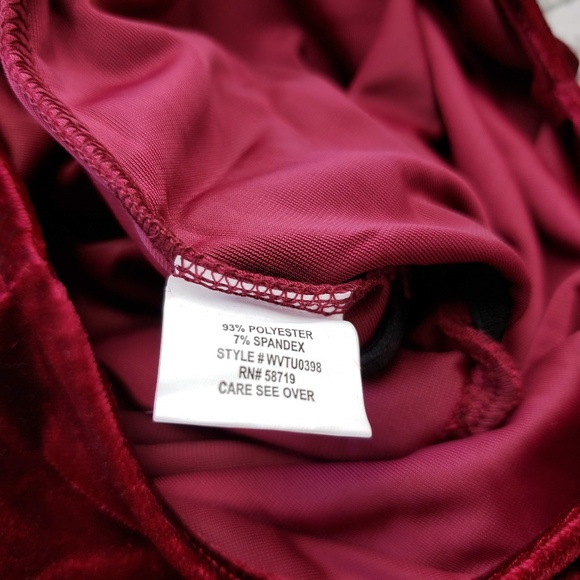 93% POLYESTER
7% SPANDEX
STYLE # WVTU0398
RN# 58719
CARE SEE OVER